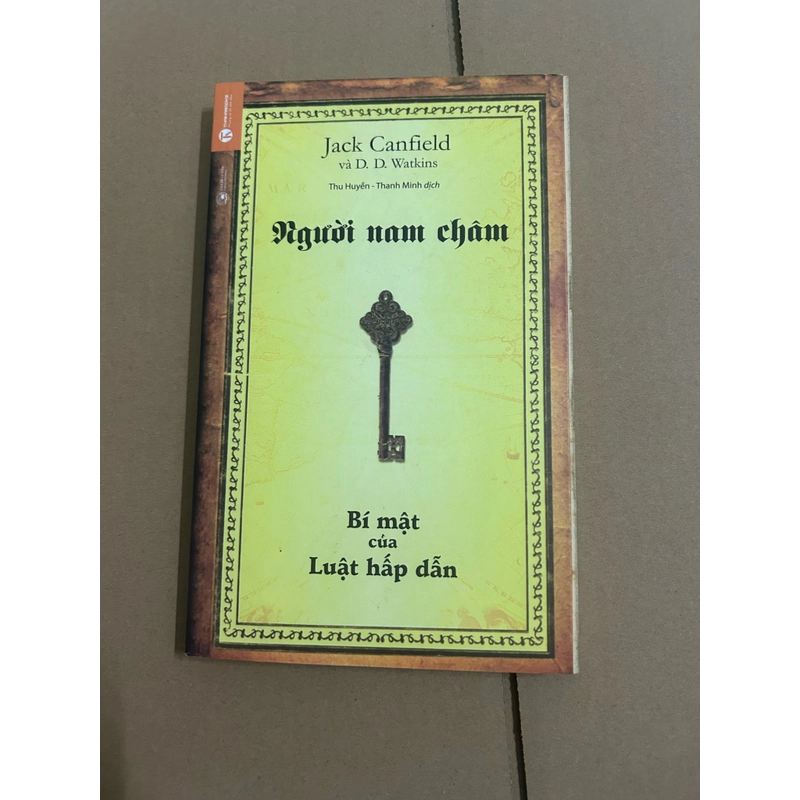 Jack Canfield
và D. D. Watkins
Thu Huyền - Thanh Minh dịch
Người nam châm
Bí mật
của
Luật hấp dẫn